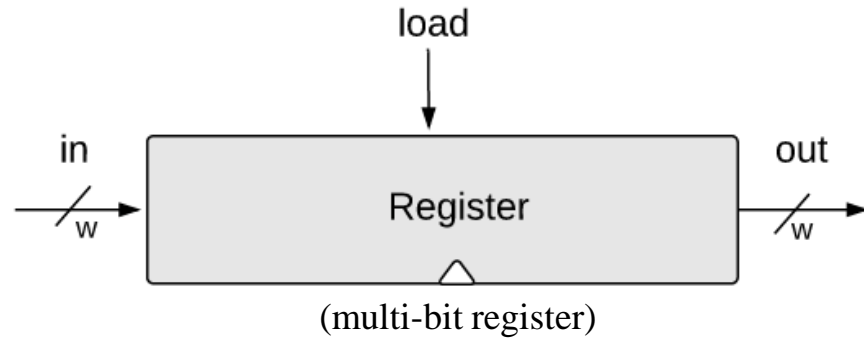 load
in
out
w
Register
w
(multi-bit register)